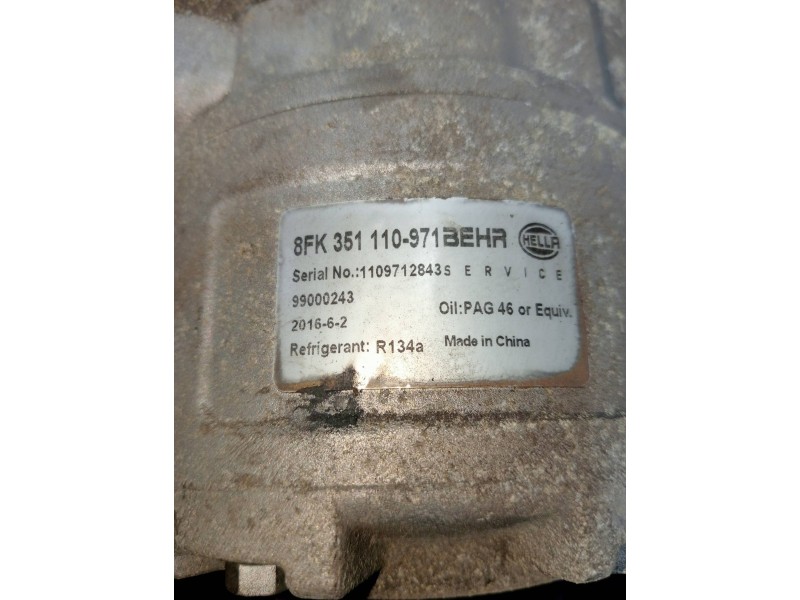 8FK 351 110-971 BEHR HELLA
Serial No.:1109712843 SERVICE
99000243
Oil:PAG 46 or Equiv.
2016-6-2
Refrigerant: R134a
Made in China